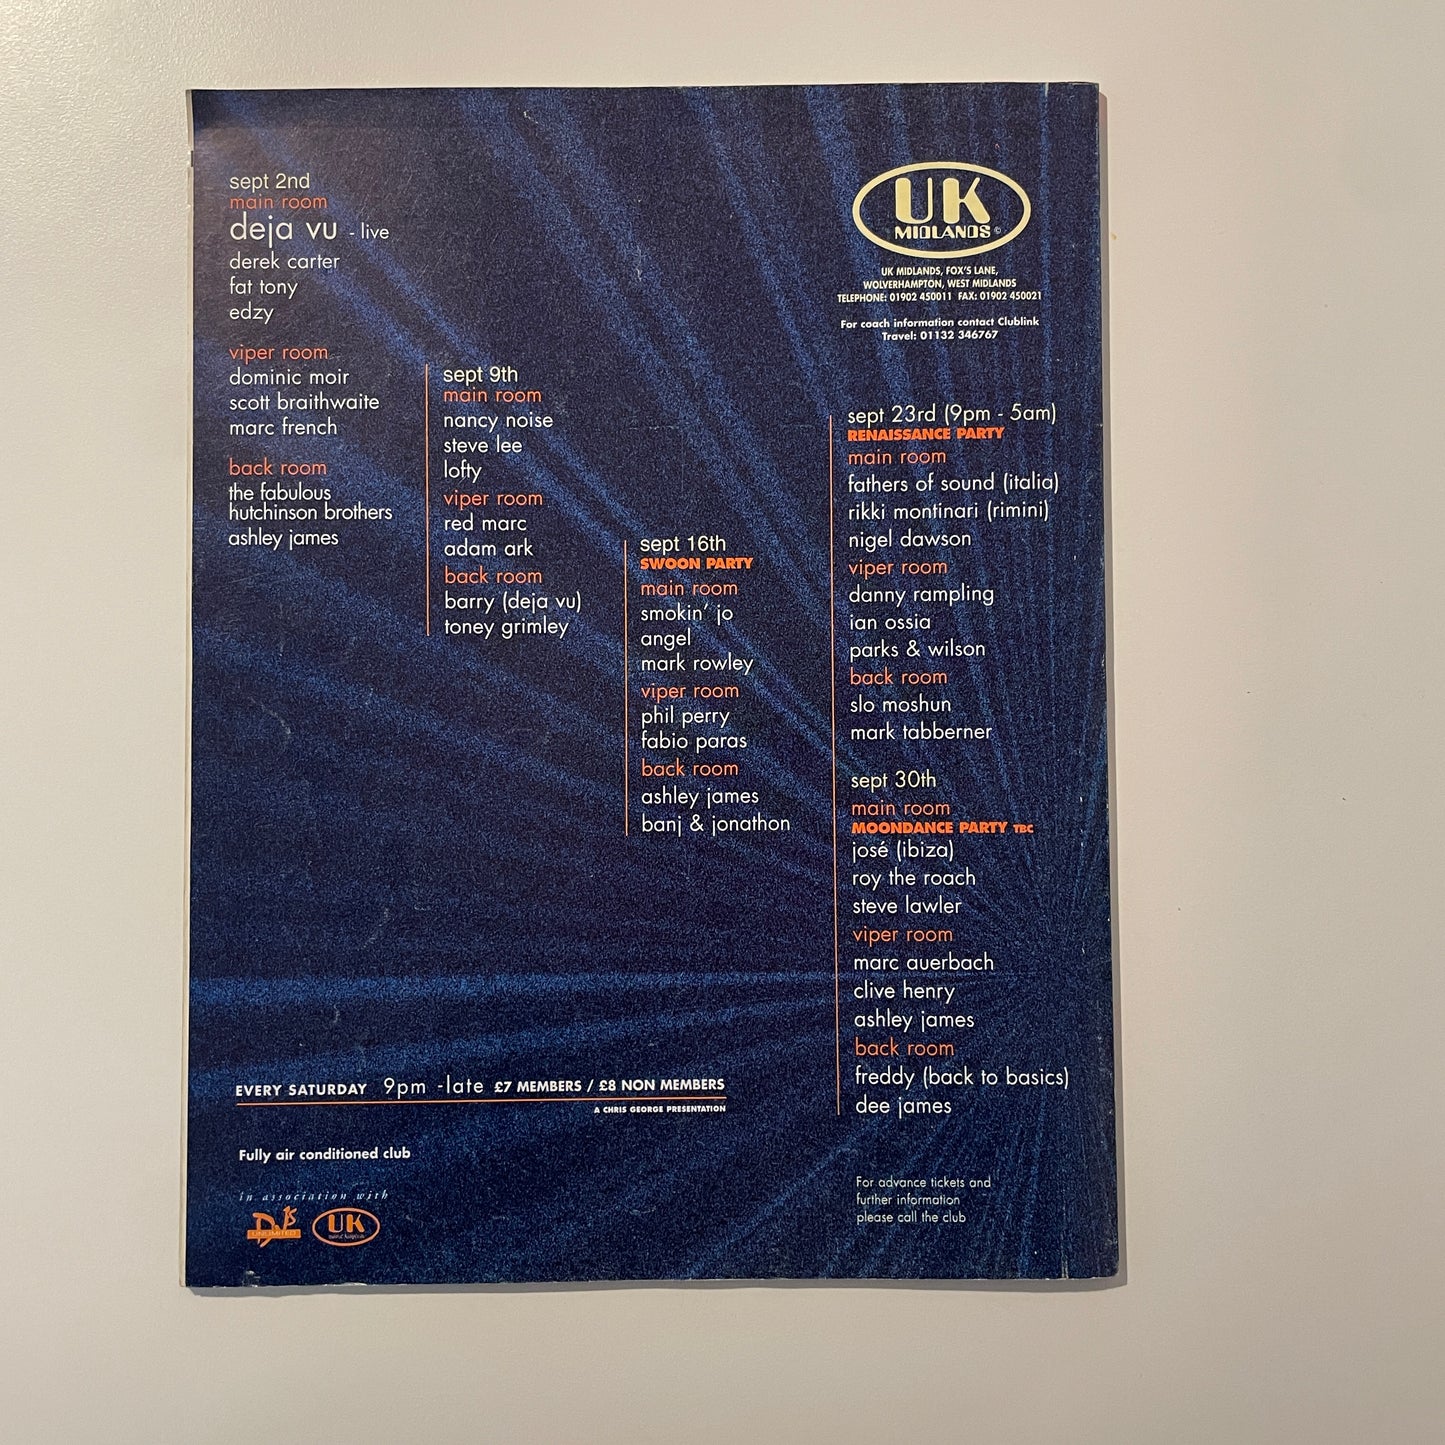 sept 2nd
main room
deja vu - live
derek carter
fat tony
edzy
viper room
dominic moir
scott braithwaite
marc french
back room
the fabulous
hutchinson brothers
ashley james
sept 9th
main room
nancy noise
steve lee
lofty
viper room
red marc
adam ark
back room
barry (deja vu)
toney grimley
sept 16th
SWOON PARTY
main room
smokin' jo
angel
mark rowley
viper room
phil perry
fabio paras
back room
ashley james
banj & jonathon
UK
MIDLANDS ©
UK MIDLANDS, FOX'S LANE,
WOLVERHAMPTON, WEST MIDLANDS
TELEPHONE: 01902 450011 FAX: 01902 450021
For coach information contact Clublink
Travel: 01132 346767
sept 23rd (9pm - 5am)
RENAISSANCE PARTY
main room
fathers of sound (italia)
rikki montinari (rimini)
nigel dawson
viper room
danny rampling
ian ossia
parks & wilson
back room
slo moshun
mark tabberner
sept 30th
main room
MOONDANCE PARTY TBC
josé (ibiza)
roy the roach
steve lawler
viper room
marc auerbach
clive henry
ashley james
back room
freddy (back to basics)
dee james
EVERY SATURDAY 9pm -late £7 MEMBERS / £8 NON MEMBERS
A CHRIS GEORGE PRESENTATION
Fully air conditioned club
in association with
DJ's
UNLIMITED
UK
For advance tickets and
further information
please call the club